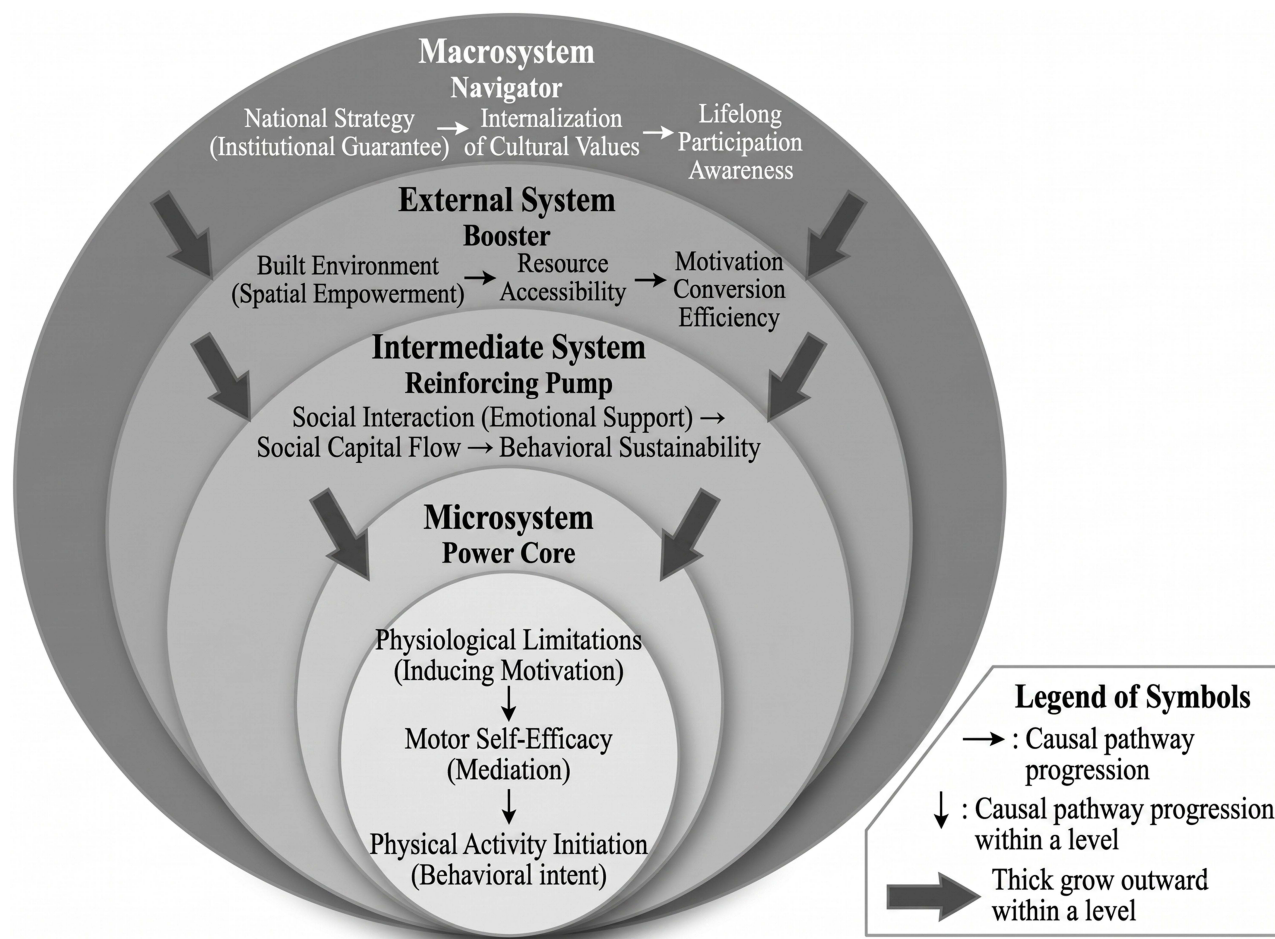 Macrosystem
Navigator
National Strategy
(Institutional Guarantee)
→ Internalization
of Cultural Values
→ Lifelong
Participation
Awareness
External System
Booster
Built Environment
(Spatial Empowerment)
→ Resource
Accessibility
→ Motivation
Conversion
Efficiency
Intermediate System
Reinforcing Pump
Social Interaction (Emotional Support) →
Social Capital Flow → Behavioral Sustainability
Microsystem
Power Core
Physiological Limitations
(Inducing Motivation)
↓
Motor Self-Efficacy
(Mediation)
↓
Physical Activity Initiation
(Behavioral intent)
Legend of Symbols
→ : Causal pathway
progression
↓ : Causal pathway progression
within a level
Thick grow outward
within a level